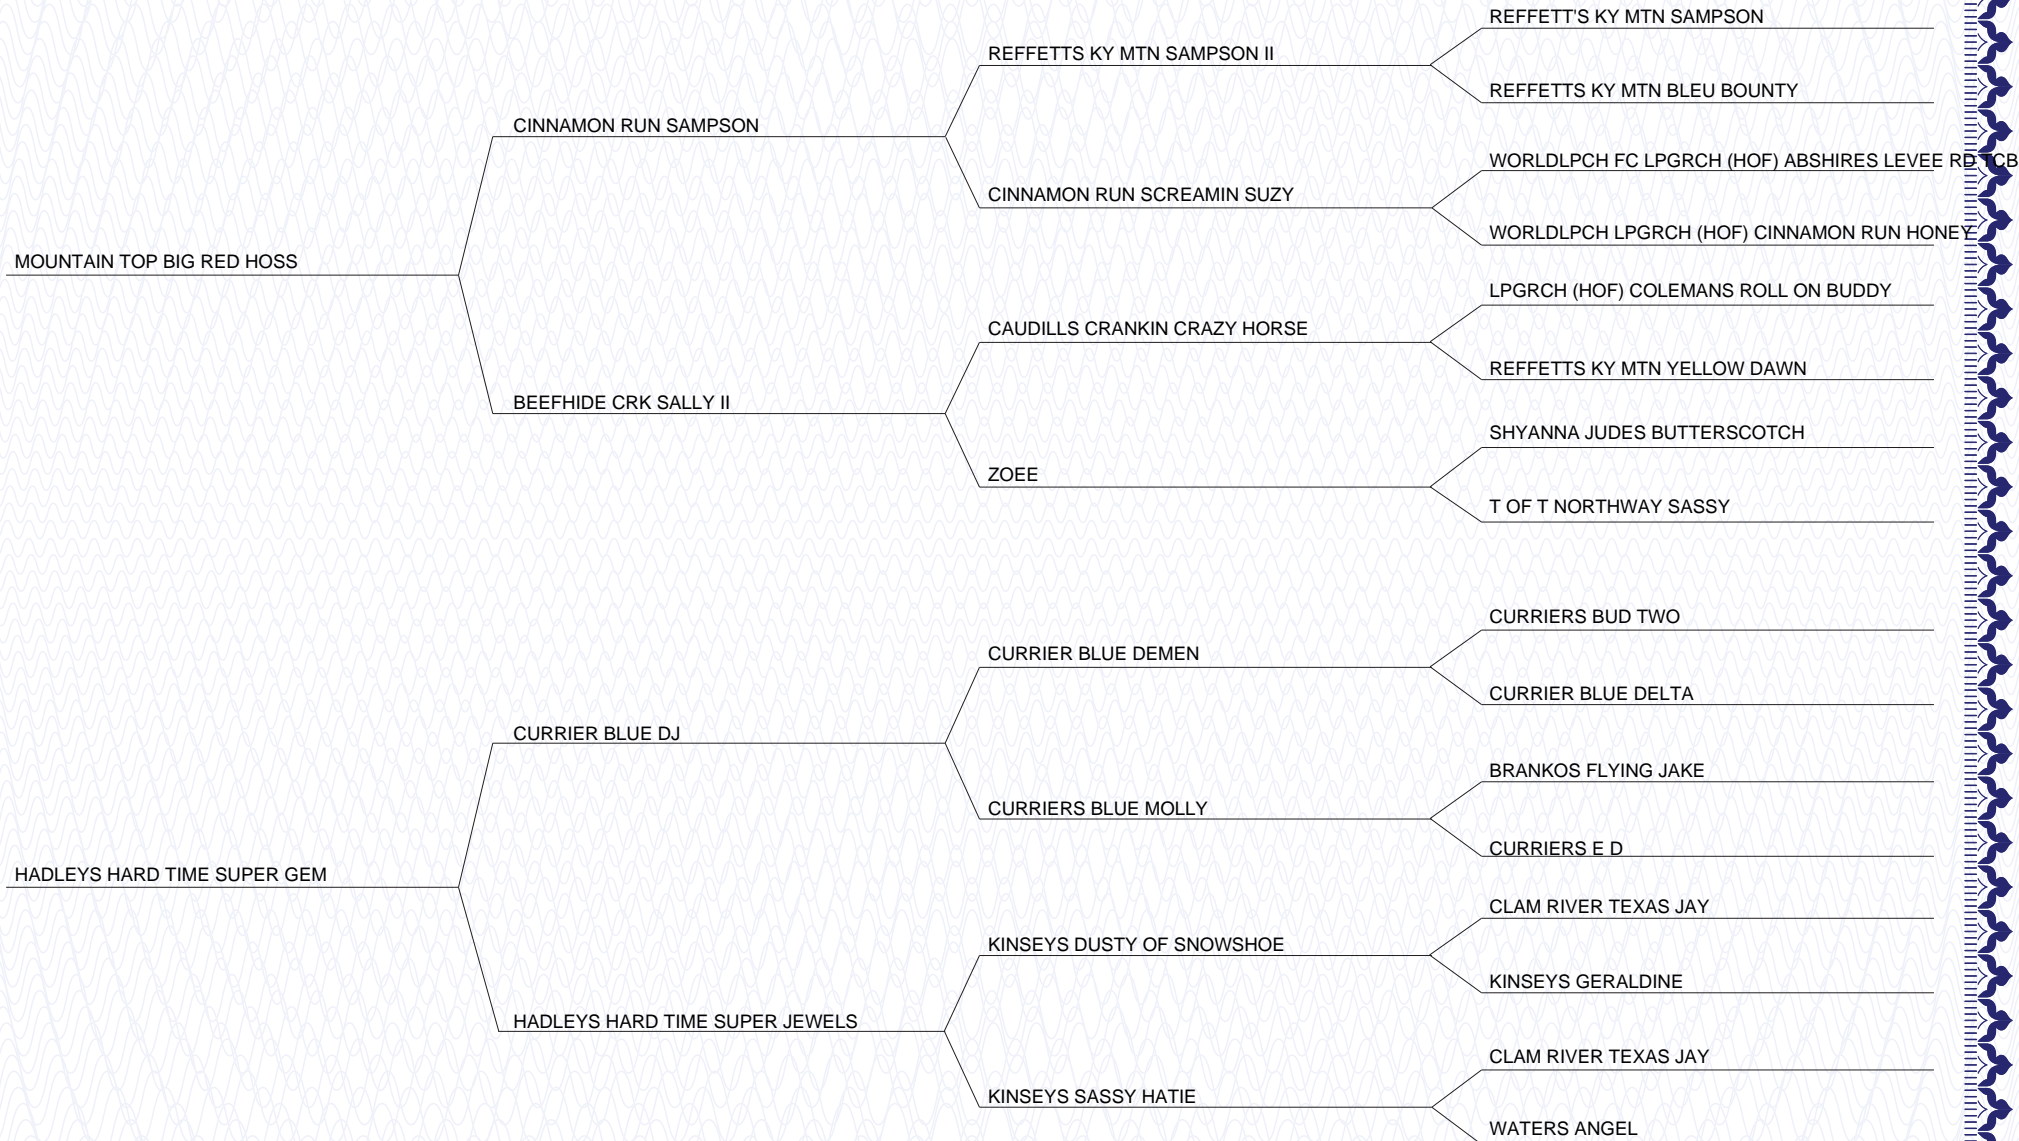 REFFETT'S KY MTN SAMPSON
REFFETTS KY MTN SAMPSON II
REFFETTS KY MTN BLEU BOUNTY
CINNAMON RUN SAMPSON
WORLDLPCH FC LPGRCH (HOF) ABSHIRES LEVEE RD TCB
CINNAMON RUN SCREAMIN SUZY
WORLDLPCH LPGRCH (HOF) CINNAMON RUN HONEY
MOUNTAIN TOP BIG RED HOSS
LPGRCH (HOF) COLEMANS ROLL ON BUDDY
CAUDILLS CRANKIN CRAZY HORSE
REFFETTS KY MTN YELLOW DAWN
BEEFHIDE CRK SALLY II
SHYANNA JUDES BUTTERSCOTCH
ZOEE
T OF T NORTHWAY SASSY
CURRIERS BUD TWO
CURRIER BLUE DEMEN
CURRIER BLUE DELTA
CURRIER BLUE DJ
BRANKOS FLYING JAKE
CURRIERS BLUE MOLLY
CURRIERS E D
HADLEYS HARD TIME SUPER GEM
CLAM RIVER TEXAS JAY
KINSEYS DUSTY OF SNOWSHOE
KINSEYS GERALDINE
HADLEYS HARD TIME SUPER JEWELS
CLAM RIVER TEXAS JAY
KINSEYS SASSY HATIE
WATERS ANGEL